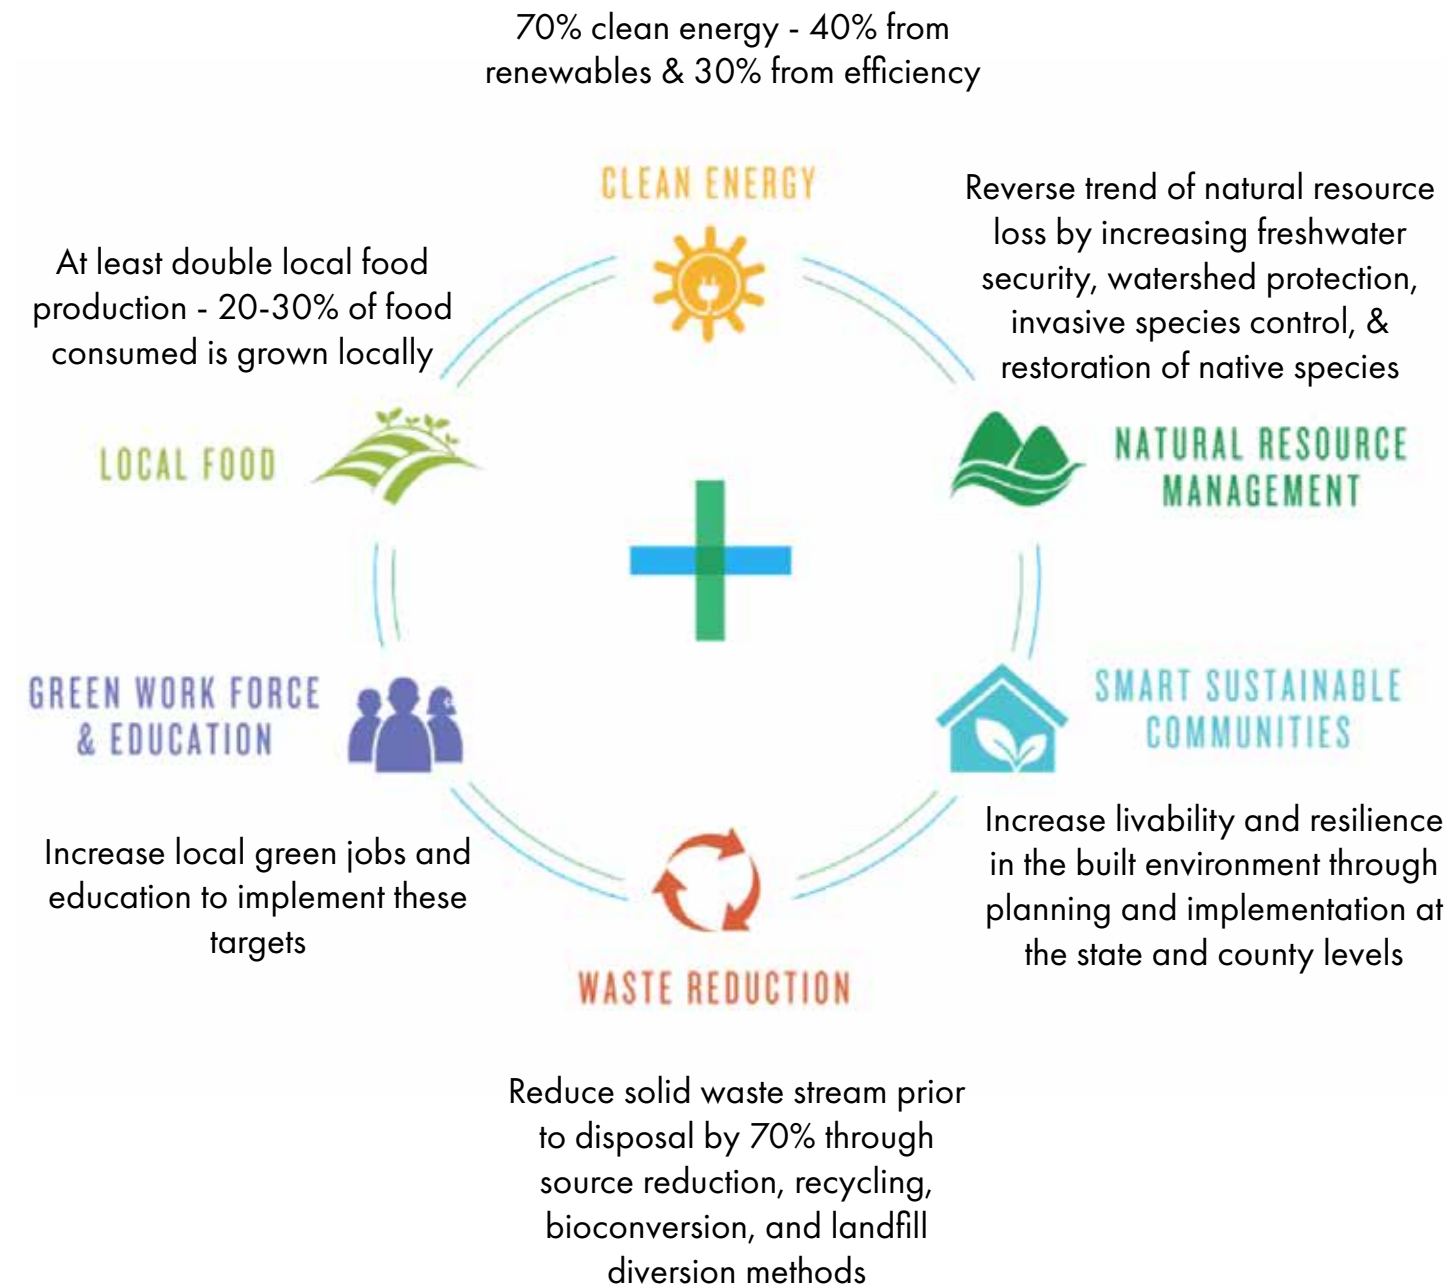 70% clean energy - 40% from
renewables & 30% from efficiency
CLEAN ENERGY
Reverse trend of natural resource
loss by increasing freshwater
security, watershed protection,
invasive species control, &
restoration of native species
NATURAL RESOURCE
MANAGEMENT
SMART SUSTAINABLE
COMMUNITIES
Increase livability and resilience
in the built environment through
planning and implementation at
the state and county levels
WASTE REDUCTION
Reduce solid waste stream prior
to disposal by 70% through
source reduction, recycling,
bioconversion, and landfill
diversion methods
GREEN WORK FORCE
& EDUCATION
Increase local green jobs and
education to implement these
targets
At least double local food
production - 20-30% of food
consumed is grown locally
LOCAL FOOD